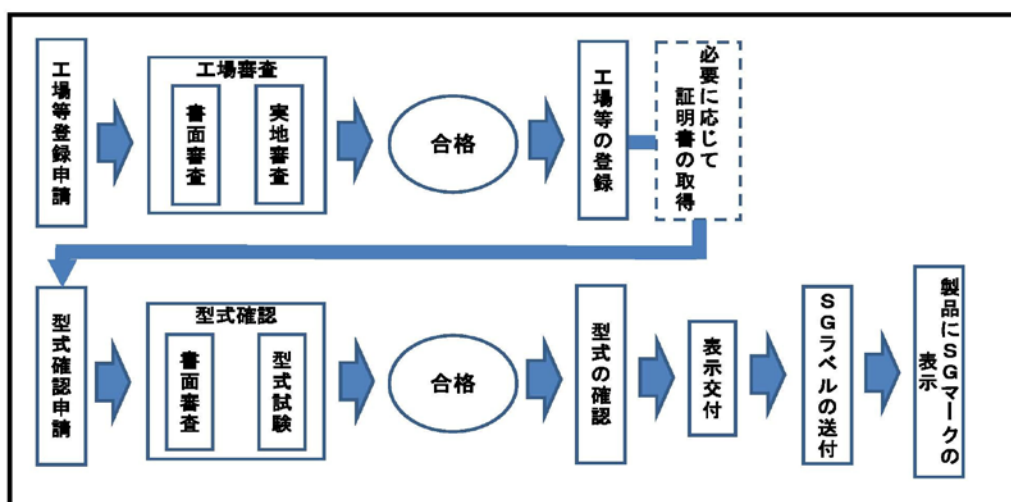 工場等登録申請
工場審査
書面審査
実地審査
合格
工場等の登録
必要に応じて
証明書の取得
型式確認申請
型式確認
書面審査
型式試験
合格
型式の確認
表示交付
SGラベルの送付
製品にSGマークの
表示